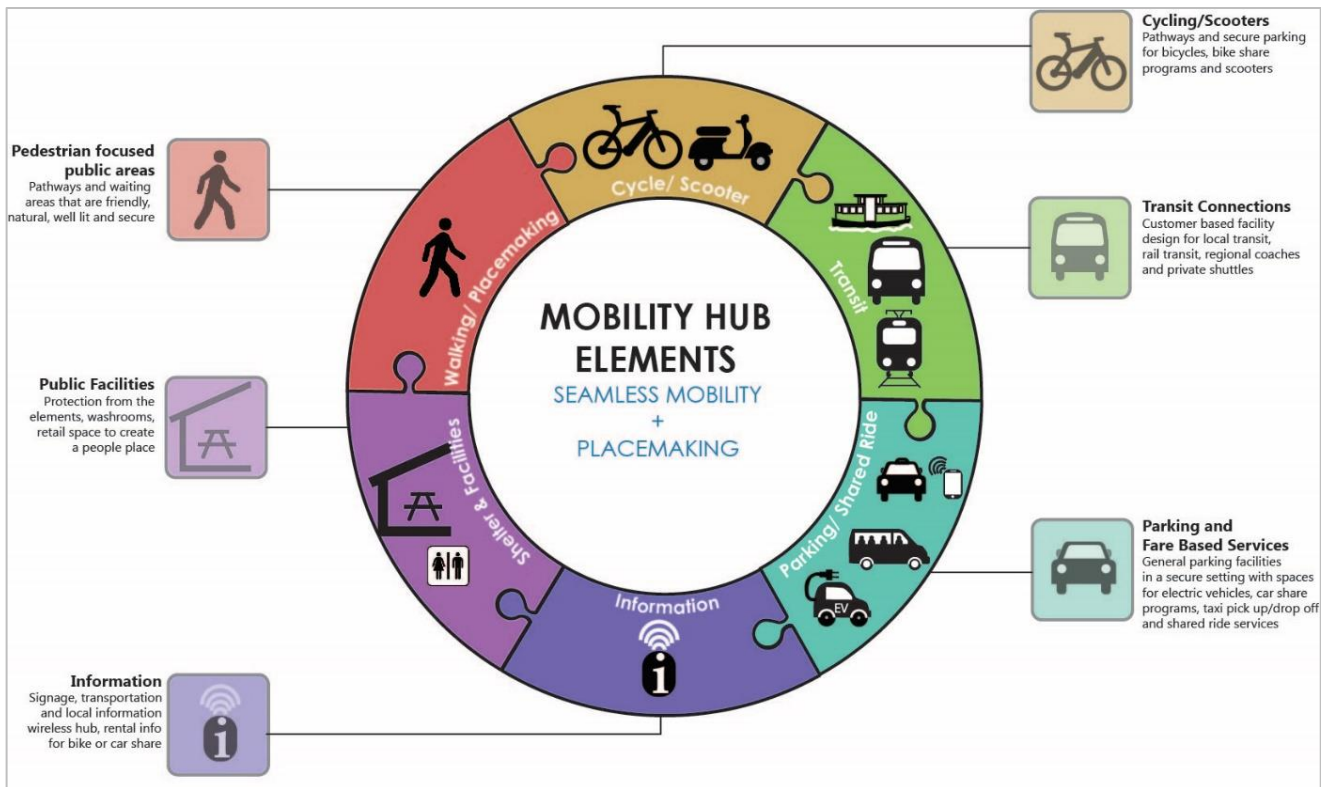 Cycling/Scooters
Pathways and secure parking
for bicycles, bike share
programs and scooters
Pedestrian focused
public areas
Pathways and waiting
areas that are friendly,
natural, well lit and secure
Transit Connections
Customer based facility
design for local transit,
rail transit, regional coaches
and private shuttles
Public Facilities
Protection from the
elements, washrooms,
retail space to create
a people place
Parking and
Fare Based Services
General parking facilities
in a secure setting with spaces
for electric vehicles, car share
programs, taxi pick up/drop off
and shared ride services
Information
Signage, transportation
and local information
wireless hub, rental info
for bike or car share
Cycle/ Scooter
Transit
Parking/ Shared Ride
EV
Information
i
Shelter & Facilities
Walking/ Placemaking
MOBILITY HUB
ELEMENTS
SEAMLESS MOBILITY
+
PLACEMAKING
i